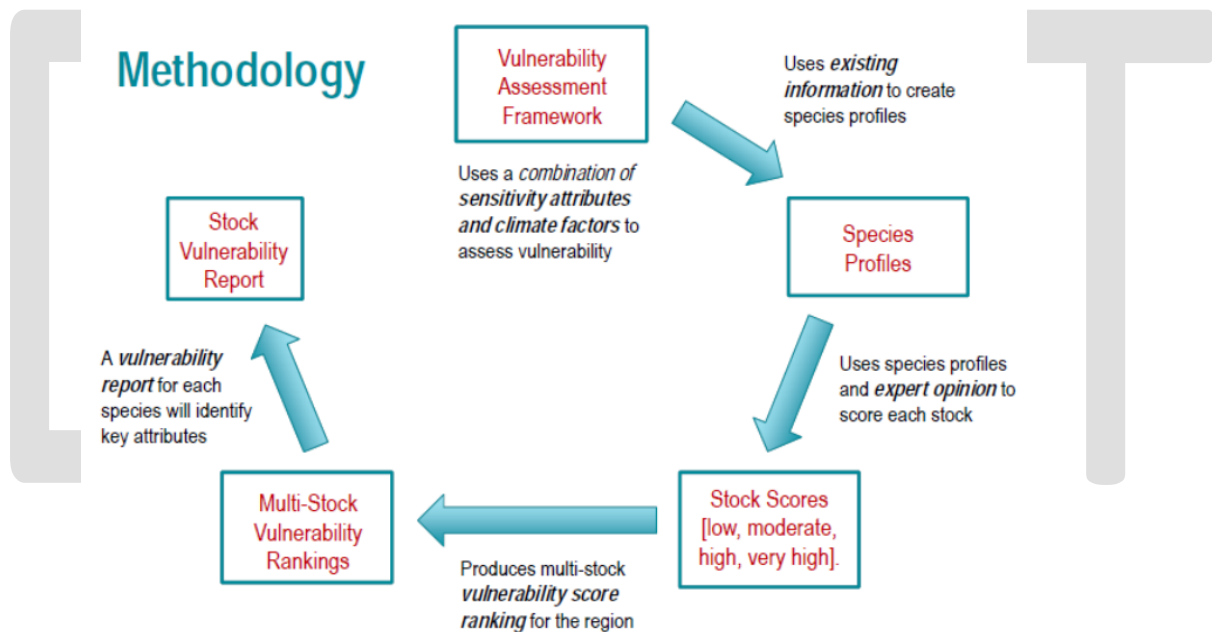 Methodology
Vulnerability
Assessment
Framework
Uses a combination of
sensitivity attributes
and climate factors to
assess vulnerability
Uses existing
information to create
species profiles
Species
Profiles
Uses species profiles
and expert opinion to
score each stock
Stock Scores
[low, moderate,
high, very high].
Produces multi-stock
vulnerability score
ranking for the region
Multi-Stock
Vulnerability
Rankings
A vulnerability
report for each
species will identify
key attributes
Stock
Vulnerability
Report